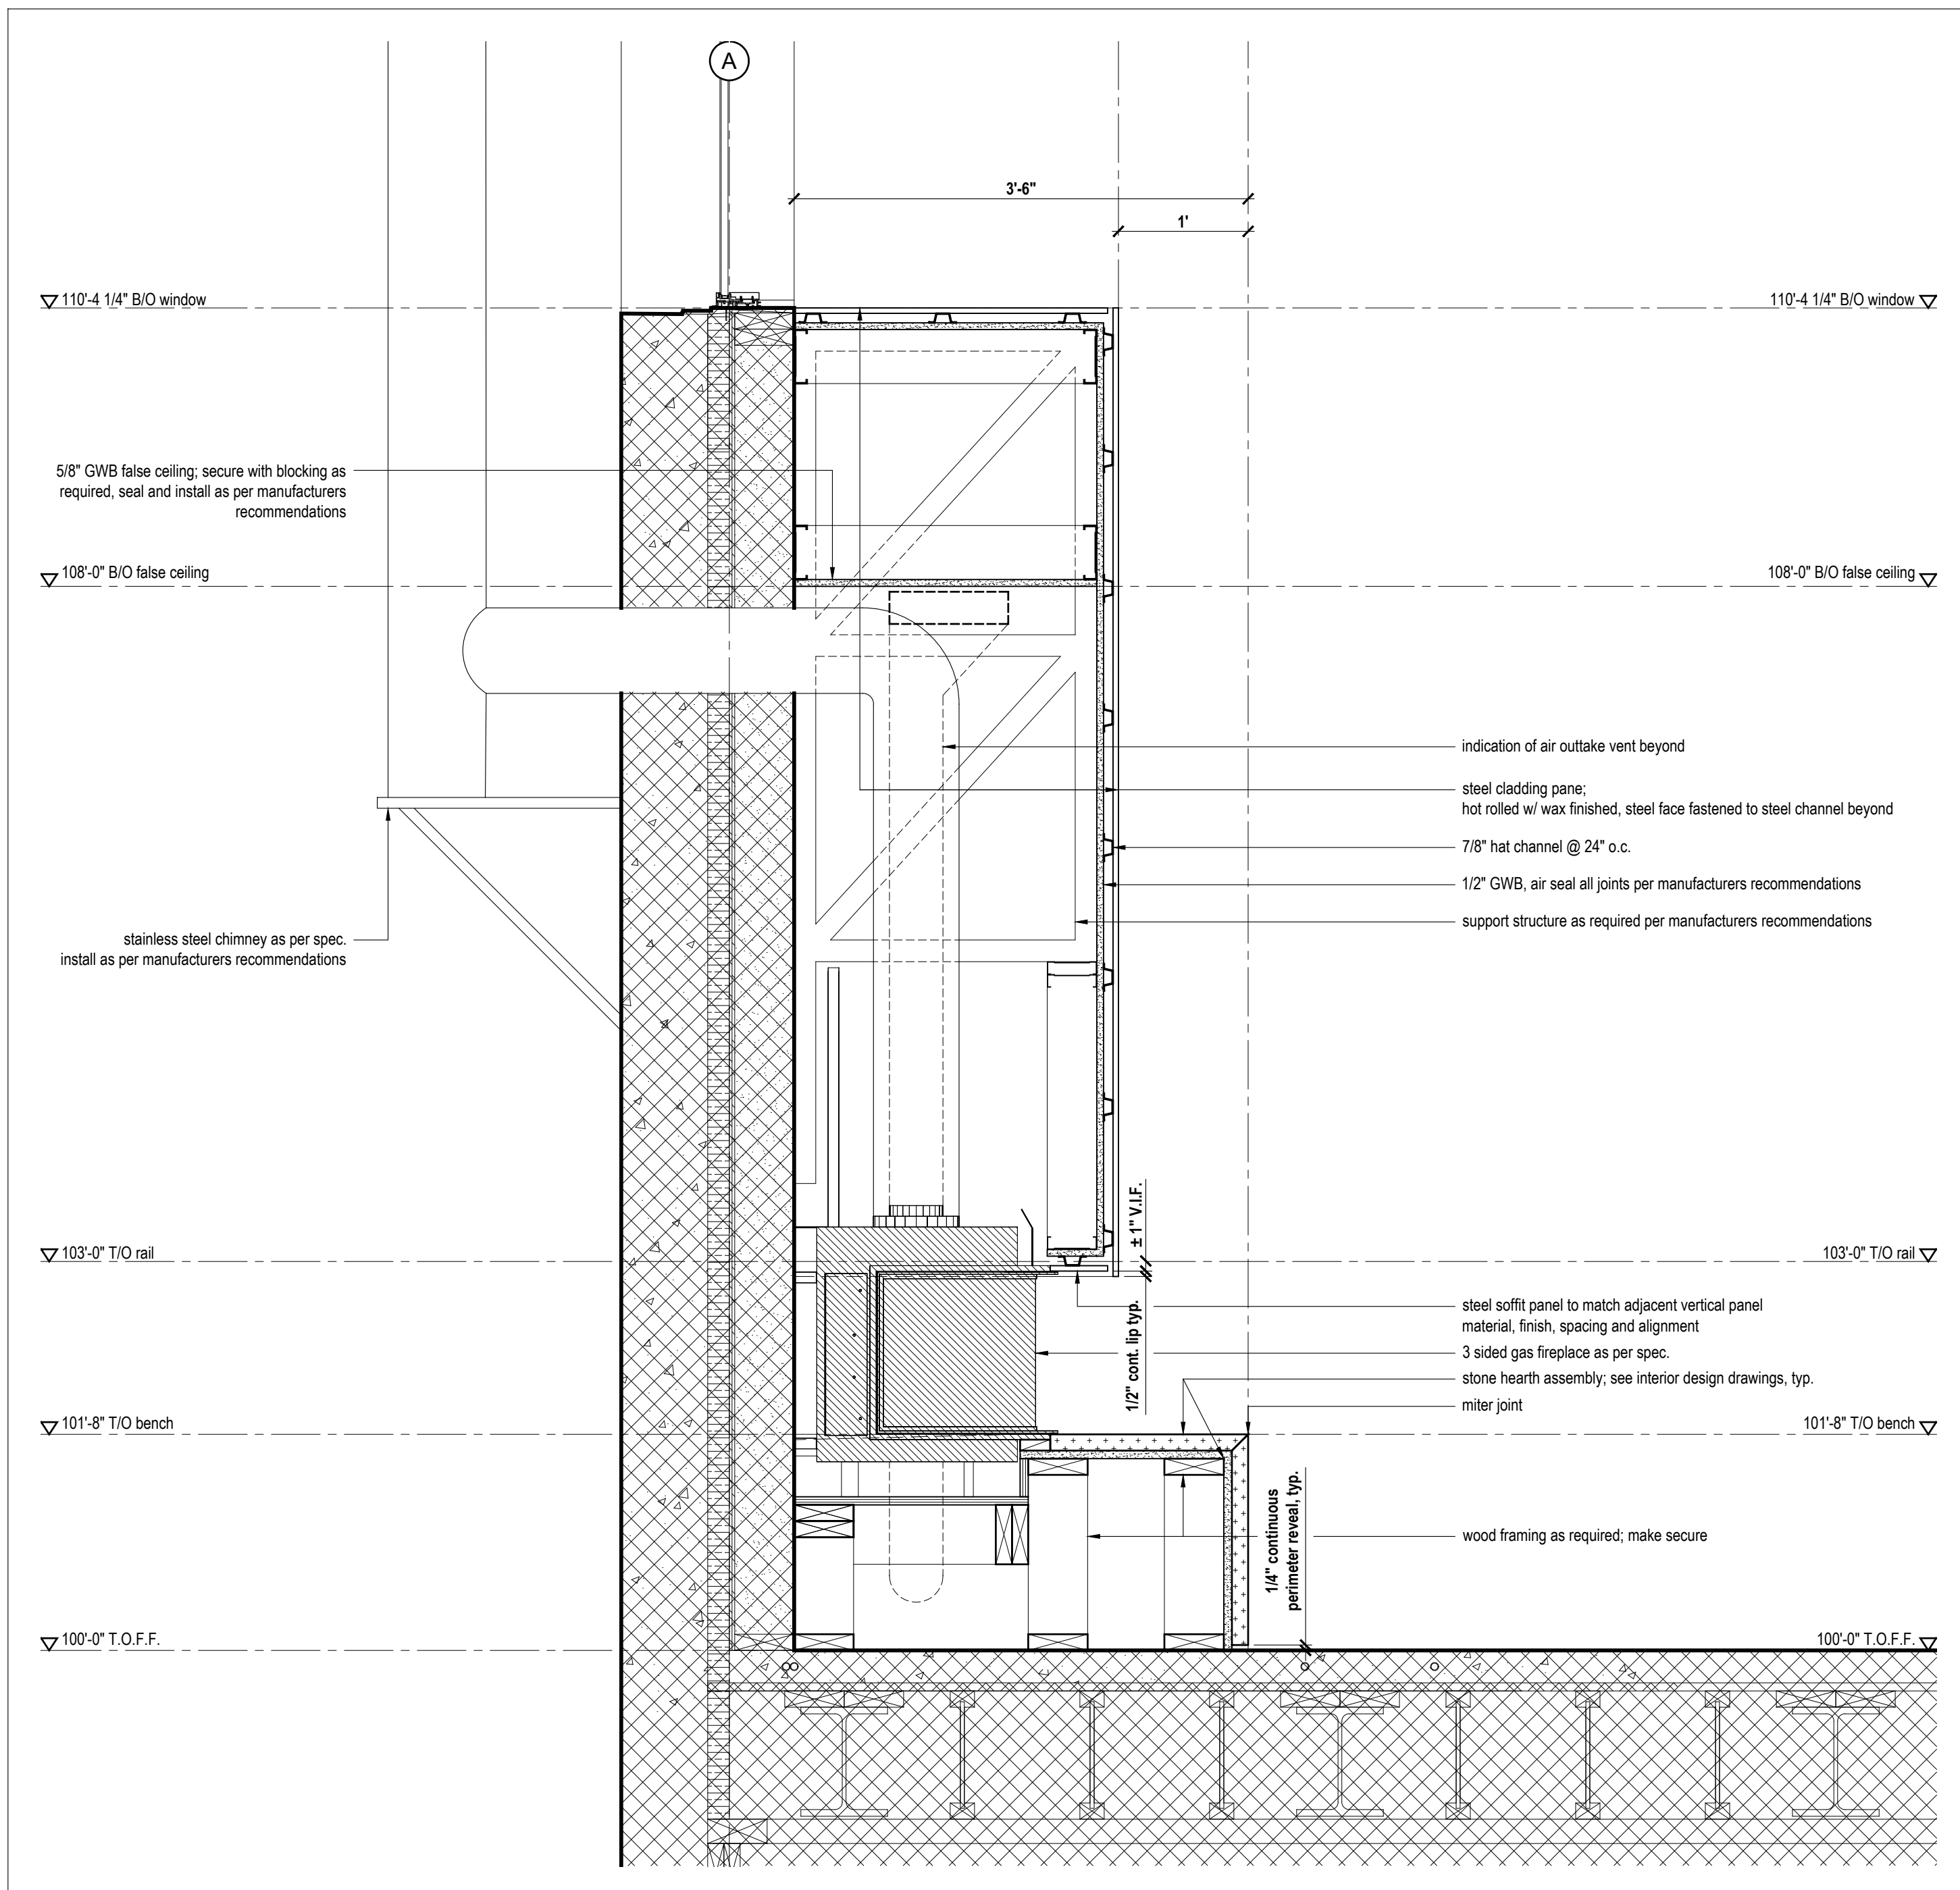 A
3'-6"
1'
110'-4 1/4" B/O window
110'-4 1/4" B/O window
5/8" GWB false ceiling; secure with blocking as
required, seal and install as per manufacturers
recommendations
108'-0" B/O false ceiling
108'-0" B/O false ceiling
indication of air outtake vent beyond
steel cladding pane;
hot rolled w/ wax finished, steel face fastened to steel channel beyond
7/8" hat channel @ 24" o.c.
1/2" GWB, air seal all joints per manufacturers recommendations
support structure as required per manufacturers recommendations
stainless steel chimney as per spec.
install as per manufacturers recommendations
± 1" V.I.F.
103'-0" T/O rail
103'-0" T/O rail
1/2" cont. lip typ.
steel soffit panel to match adjacent vertical panel
material, finish, spacing and alignment
3 sided gas fireplace as per spec.
stone hearth assembly; see interior design drawings, typ.
miter joint
101'-8" T/O bench
101'-8" T/O bench
1/4" continuous
perimeter reveal, typ.
wood framing as required; make secure
100'-0" T.O.F.F.
100'-0" T.O.F.F.